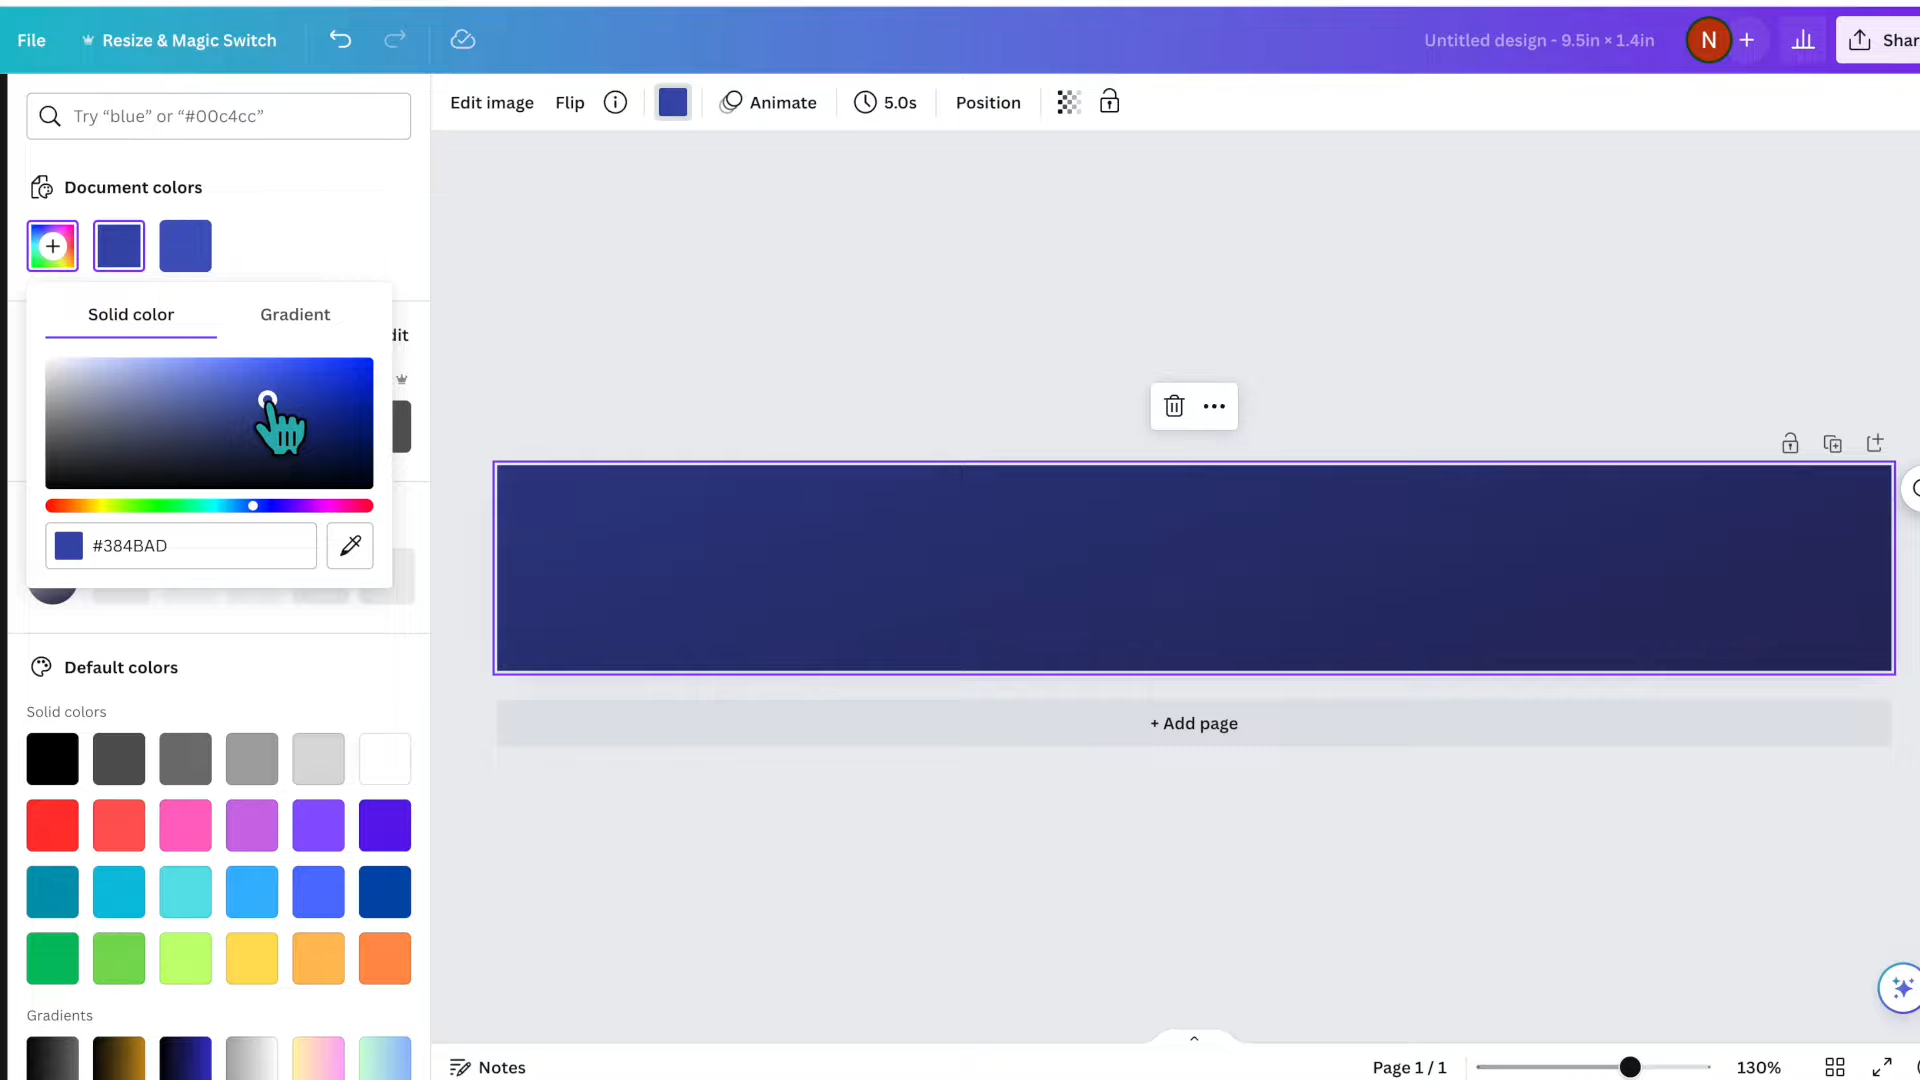 File
Resize & Magic Switch
Untitled design - 9.5in × 1.4in
N
Shar
Try “blue” or “#00c4cc”
Edit image
Flip
Animate
5.0s
Position
Document colors
Solid color
Gradient
dit
#384BAD
+ Add page
Default colors
Solid colors
Gradients
Notes
Page 1 / 1
130%